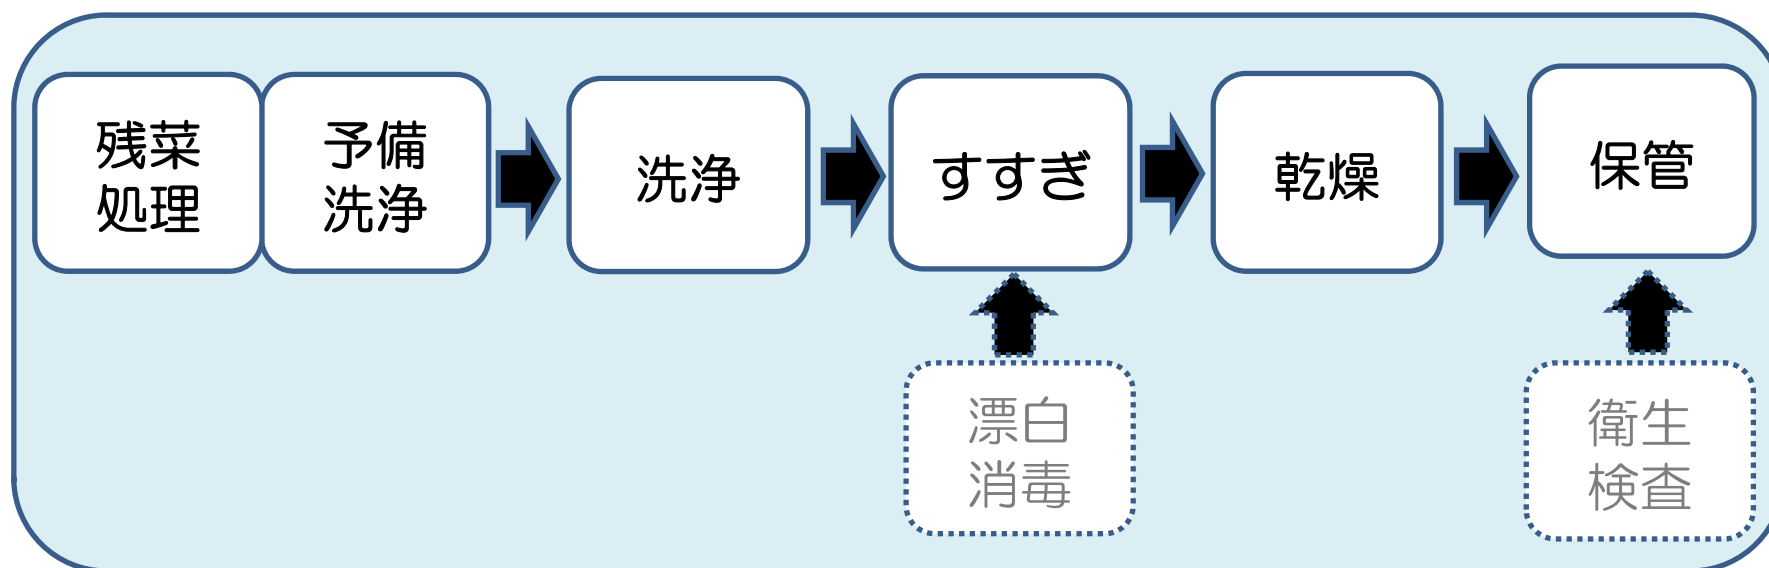 残菜
処理
予備
洗浄
洗浄
すすぎ
乾燥
保管
漂白
消毒
衛生
検査